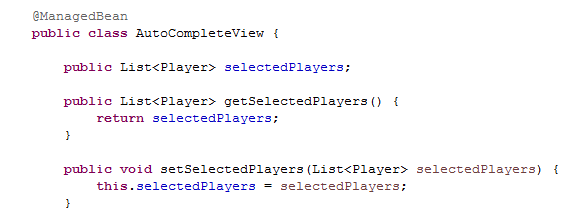 @ManagedBean
public class AutoCompleteView {
public List<Player> selectedPlayers;
public List<Player> getSelectedPlayers() {
return selectedPlayers;
}
public void setSelectedPlayers(List<Player> selectedPlayers) {
this.selectedPlayers = selectedPlayers;
}